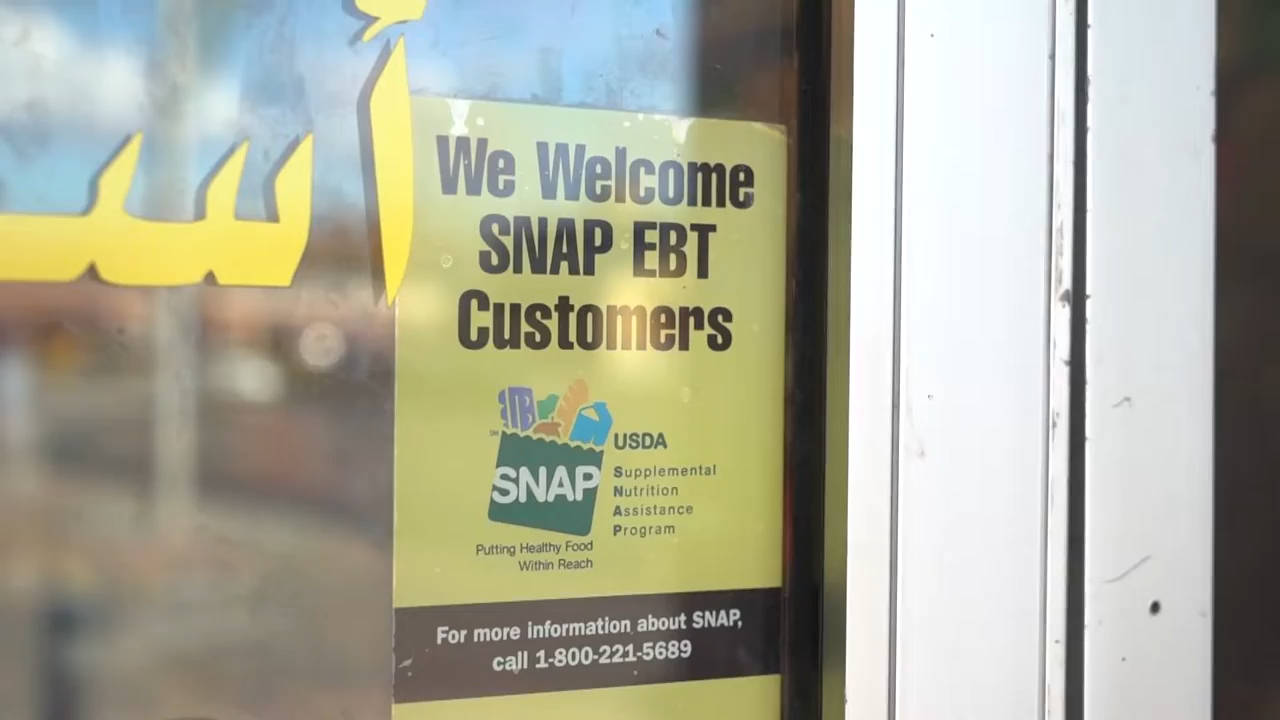 أسـ
We Welcome
SNAP EBT
Customers
SNAP
USDA
Supplemental
Nutrition
Assistance
Program
Putting Healthy Food
Within Reach
For more information about SNAP,
call 1-800-221-5689